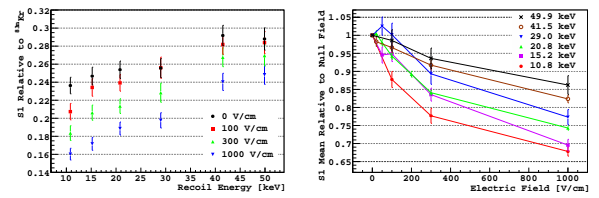 S1 Relative to ⁸³ᵐKr
0.32
0.3
0.28
0.26
0.24
0.22
0.2
0.18
0.16
0.14
10 20 30 40 50 60
Recoil Energy [keV]
0 V/cm
100 V/cm
300 V/cm
1000 V/cm
S1 Mean Relative to Null Field
1.05
1
0.95
0.9
0.85
0.8
0.75
0.7
0.65
0 200 400 600 800 1000
Electric Field [V/cm]
49.9 keV
41.5 keV
29.0 keV
20.8 keV
15.2 keV
10.8 keV